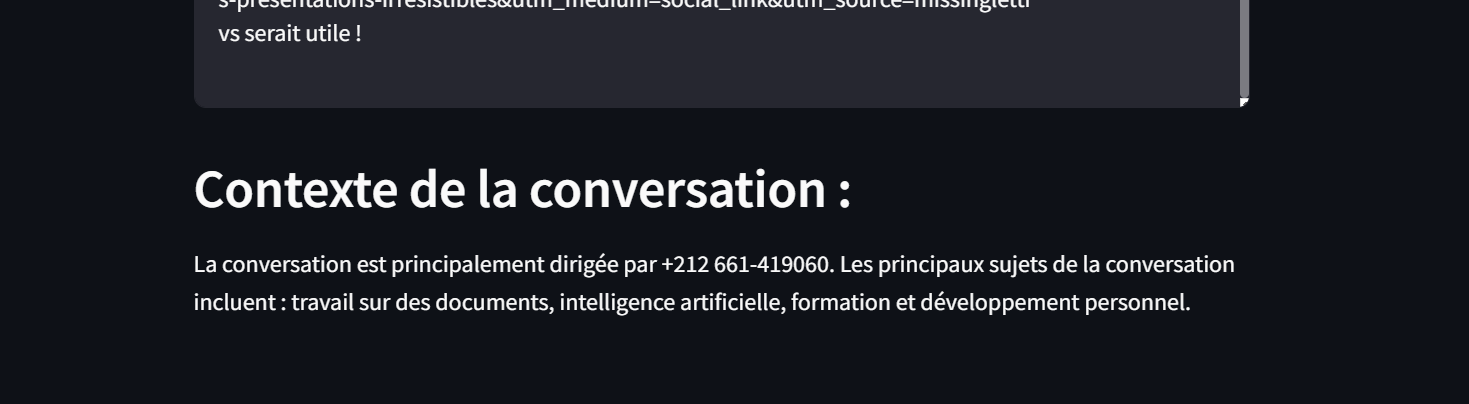 s-presentations-irresistibles&utm_medium=social_link&utm_source=missinglettr
vs serait utile !
Contexte de la conversation :
La conversation est principalement dirigée par +212 661-419060. Les principaux sujets de la conversation
incluent : travail sur des documents, intelligence artificielle, formation et développement personnel.